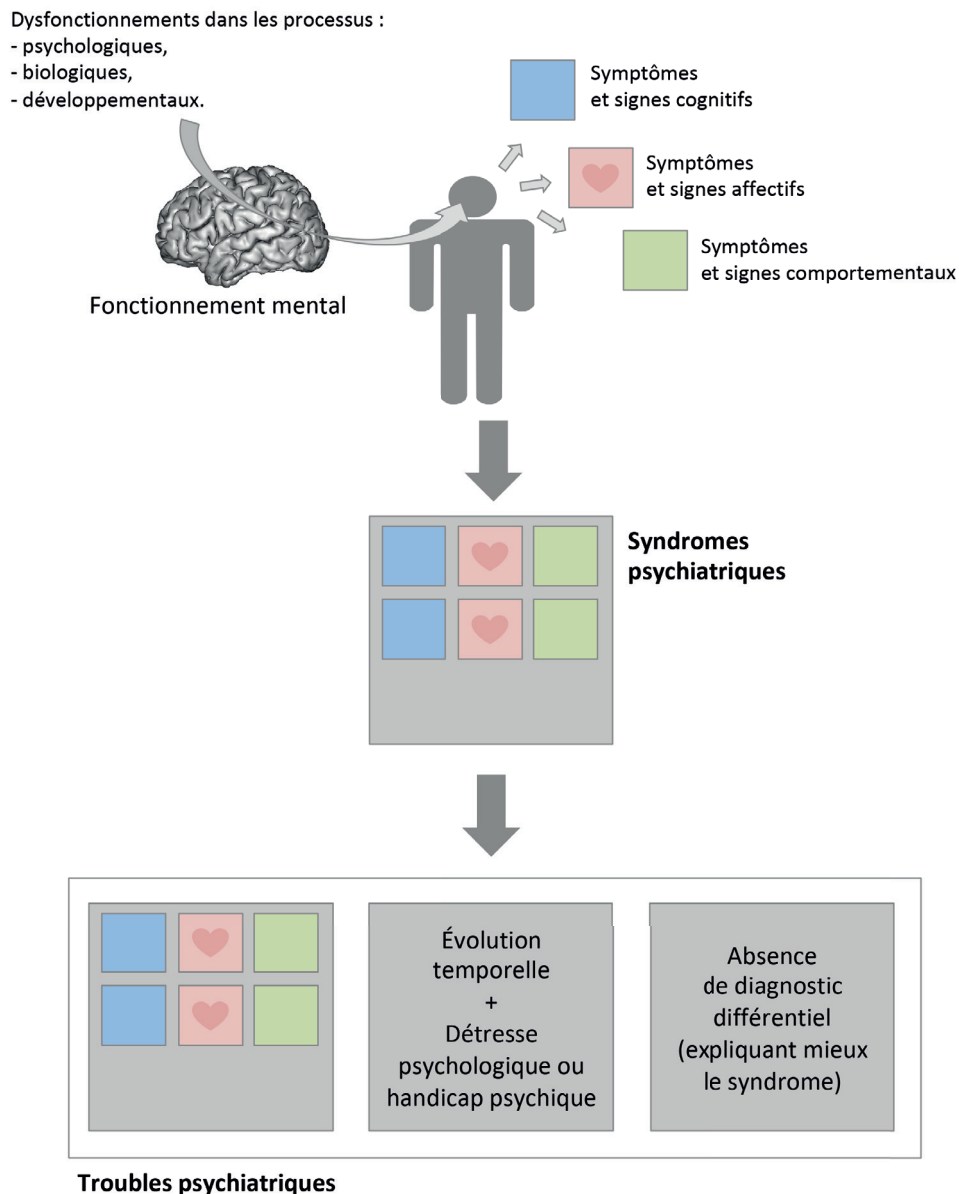 Dysfonctionnements dans les processus :
- psychologiques,
- biologiques,
- développementaux.
Symptômes
et signes cognitifs
Symptômes
et signes affectifs
Symptômes
et signes comportementaux
Fonctionnement mental
Syndromes
psychiatriques
Évolution
temporelle
+
Détresse
psychologique ou
handicap psychique
Absence
de diagnostic
différentiel
(expliquant mieux
le syndrome)
Troubles psychiatriques